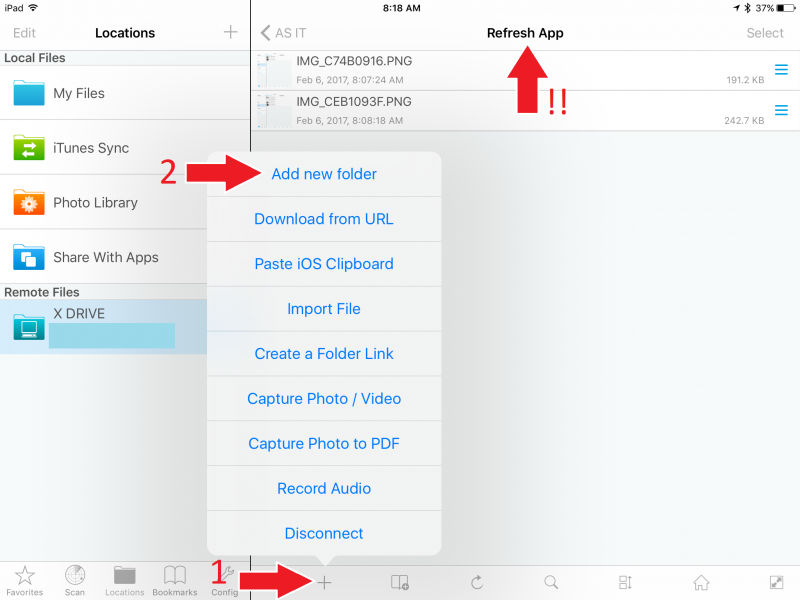 iPad 8:18 AM 37%
Edit Locations + AS IT Refresh App Select
Local Files
My Files
iTunes Sync
Photo Library
Share With Apps
Remote Files
X DRIVE
IMG_C74B0916.PNG
Feb 6, 2017, 8:07:24 AM 191.2 KB
IMG_CEB1093F.PNG
Feb 6, 2017, 8:08:18 AM 242.7 KB
!!
2
Add new folder
Download from URL
Paste iOS Clipboard
Import File
Create a Folder Link
Capture Photo / Video
Capture Photo to PDF
Record Audio
Disconnect
1
Favorites Scan Locations Bookmarks Config